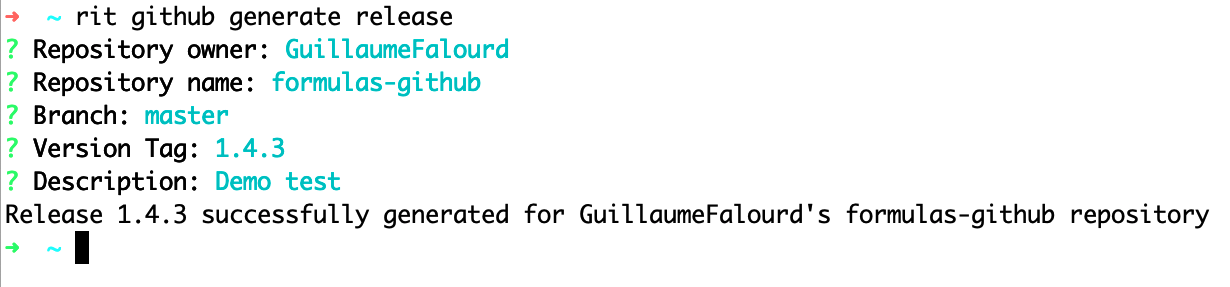 ➜ ~ rit github generate release
? Repository owner: GuillaumeFalourd
? Repository name: formulas-github
? Branch: master
? Version Tag: 1.4.3
? Description: Demo test
Release 1.4.3 successfully generated for GuillaumeFalourd's formulas-github repository
➜ ~